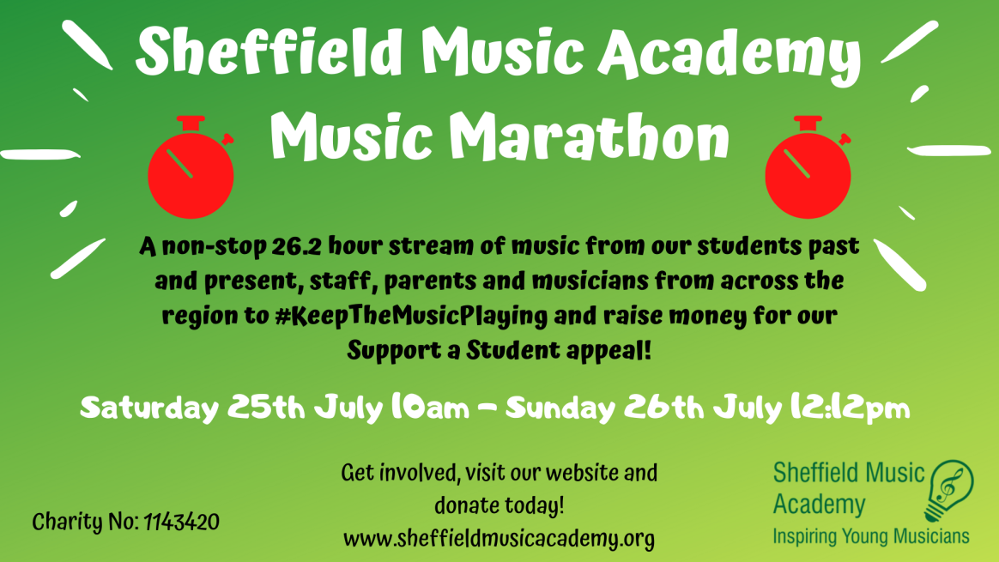 Sheffield Music Academy
Music Marathon
A non-stop 26.2 hour stream of music from our students past
and present, staff, parents and musicians from across the
region to #KeepTheMusicPlaying and raise money for our
Support a Student appeal!
Saturday 25th July 10am - Sunday 26th July 12:12pm
Get involved, visit our website and
donate today!
www.sheffieldmusicacademy.org
Charity No: 1143420
Sheffield Music
Academy
Inspiring Young Musicians